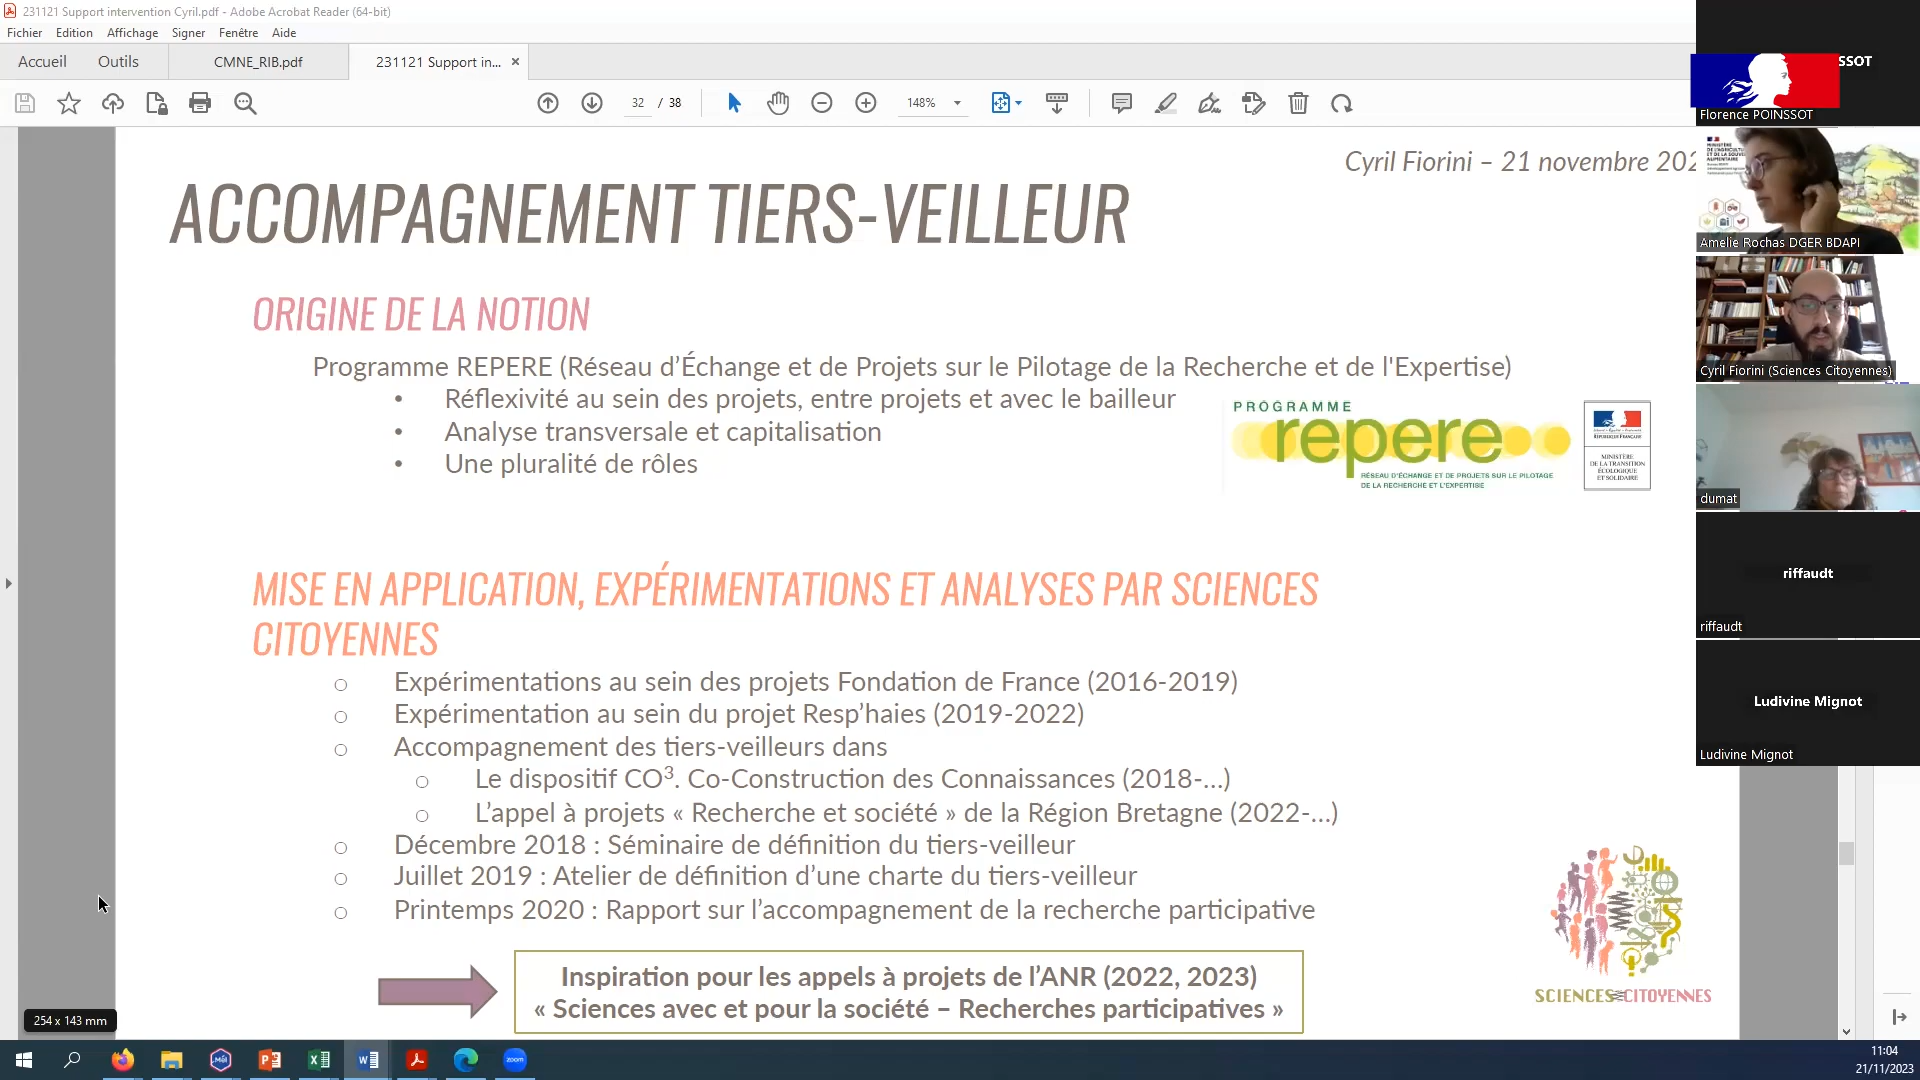 231121 Support intervention Cyril.pdf - Adobe Acrobat Reader (64-bit)
Fichier Edition Affichage Signer Fenêtre Aide
Accueil Outils CMNE_RIB.pdf 231121 Support in... ×
32 / 38 148%
SSOT
Florence POINSSOT
Cyril Fiorini – 21 novembre 202
ACCOMPAGNEMENT TIERS-VEILLEUR
Amelie Rochas DGER BDAPI
ORIGINE DE LA NOTION
Programme REPERE (Réseau d’Échange et de Projets sur le Pilotage de la Recherche et de l'Expertise)
• Réflexivité au sein des projets, entre projets et avec le bailleur
• Analyse transversale et capitalisation
• Une pluralité de rôles
PROGRAMME
repere
RÉSEAU D'ÉCHANGE ET DE PROJETS SUR LE PILOTAGE
DE LA RECHERCHE ET L'EXPERTISE
MINISTÈRE
DE LA TRANSITION
ÉCOLOGIQUE
ET SOLIDAIRE
Cyril Fiorini (Sciences Citoyennes)
dumat
MISE EN APPLICATION, EXPÉRIMENTATIONS ET ANALYSES PAR SCIENCES
CITOYENNES
○ Expérimentations au sein des projets Fondation de France (2016-2019)
○ Expérimentation au sein du projet Resp’haies (2019-2022)
○ Accompagnement des tiers-veilleurs dans
○ Le dispositif CO³. Co-Construction des Connaissances (2018-…)
○ L’appel à projets « Recherche et société » de la Région Bretagne (2022-…)
○ Décembre 2018 : Séminaire de définition du tiers-veilleur
○ Juillet 2019 : Atelier de définition d’une charte du tiers-veilleur
○ Printemps 2020 : Rapport sur l’accompagnement de la recherche participative
Inspiration pour les appels à projets de l’ANR (2022, 2023)
« Sciences avec et pour la société – Recherches participatives »
SCIENCES CITOYENNES
riffaudt
riffaudt
Ludivine Mignot
Ludivine Mignot
254 x 143 mm
zoom
11:04
21/11/2023